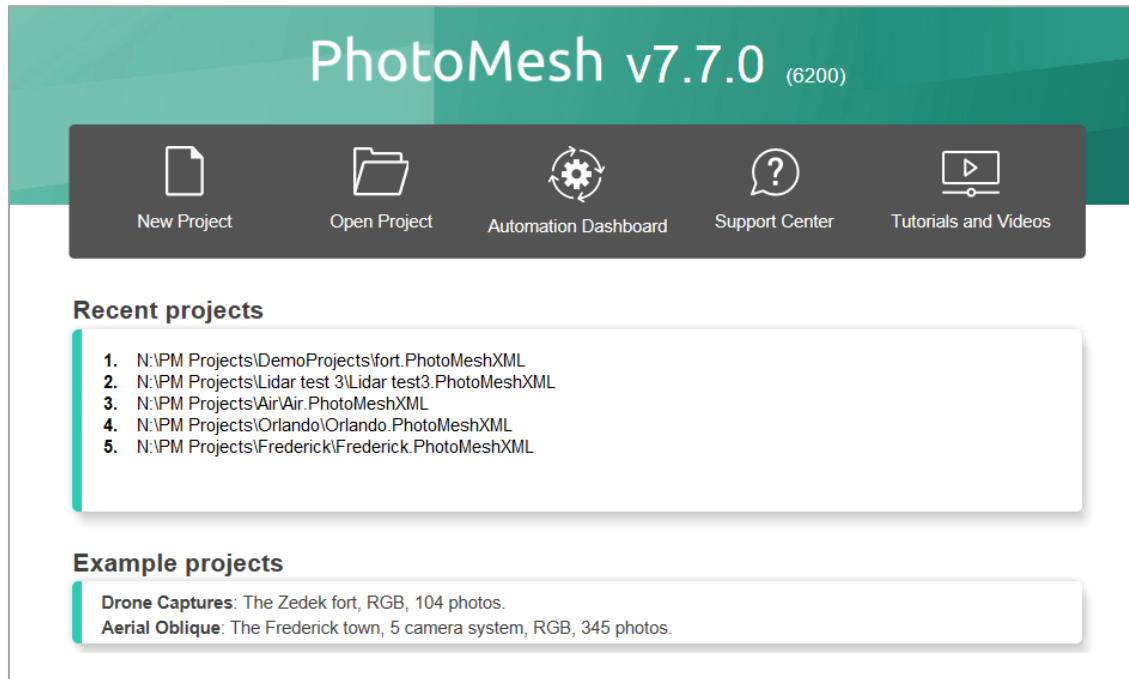 PhotoMesh v7.7.0 (6200)
New Project
Open Project
Automation Dashboard
Support Center
Tutorials and Videos
Recent projects
1. N:\PM Projects\DemoProjects\fort.PhotoMeshXML
2. N:\PM Projects\Lidar test 3\Lidar test3.PhotoMeshXML
3. N:\PM Projects\Air\Air.PhotoMeshXML
4. N:\PM Projects\Orlando\Orlando.PhotoMeshXML
5. N:\PM Projects\Frederick\Frederick.PhotoMeshXML
Example projects
Drone Captures: The Zedek fort, RGB, 104 photos.
Aerial Oblique: The Frederick town, 5 camera system, RGB, 345 photos.